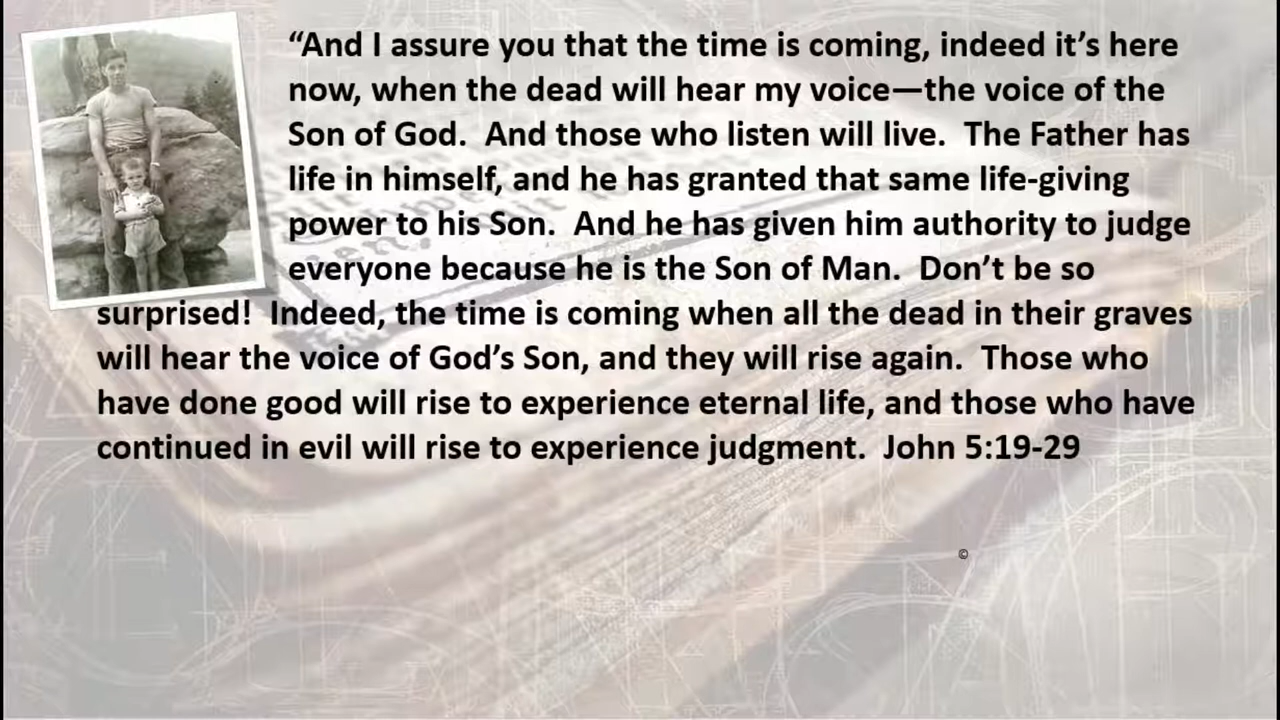 “And I assure you that the time is coming, indeed it’s here
now, when the dead will hear my voice—the voice of the
Son of God.  And those who listen will live.  The Father has
life in himself, and he has granted that same life-giving
power to his Son.  And he has given him authority to judge
everyone because he is the Son of Man.  Don’t be so
surprised!  Indeed, the time is coming when all the dead in their graves
will hear the voice of God’s Son, and they will rise again.  Those who
have done good will rise to experience eternal life, and those who have
continued in evil will rise to experience judgment.  John 5:19-29
©